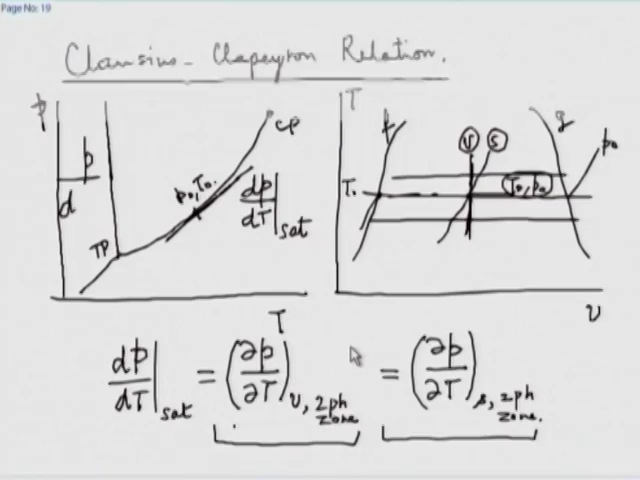 Page No: 19
Clausius - Clapeyron Relation.
p
CP
p₀,T₀
dp/dT|sat
TP
T
T
f
v
s
g
p₀
T₀
T₀, p₀
v
dp/dT|sat = (∂p/∂T)v, 2ph zone = (∂p/∂T)s, 2ph zone.